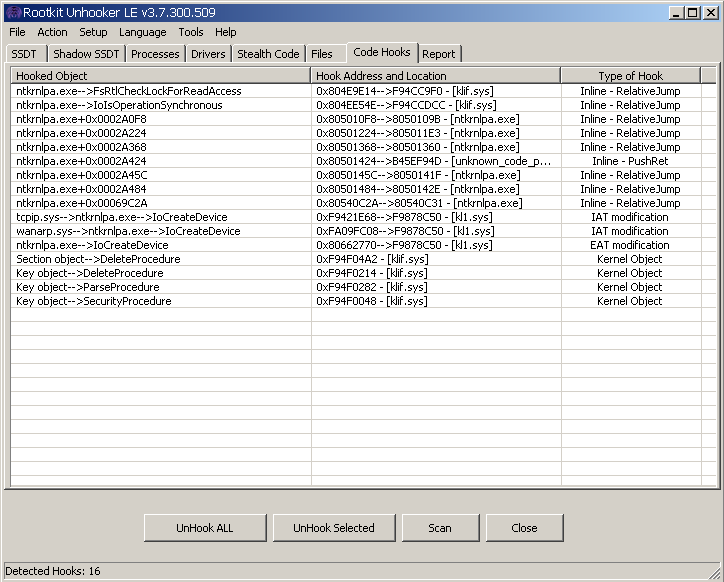 Rootkit Unhooker LE v3.7.300.509
File Action Setup Language Tools Help
SSDT Shadow SSDT Processes Drivers Stealth Code Files Code Hooks Report
Hooked Object Hook Address and Location Type of Hook
ntkrnlpa.exe-->FsRtlCheckLockForReadAccess 0x804E9E14-->F94CC9F0 - [klif.sys] Inline - RelativeJump
ntkrnlpa.exe-->IoIsOperationSynchronous 0x804EE54E-->F94CCDCC - [klif.sys] Inline - RelativeJump
ntkrnlpa.exe+0x0002A0F8 0x805010F8-->8050109B - [ntkrnlpa.exe] Inline - RelativeJump
ntkrnlpa.exe+0x0002A224 0x80501224-->805011E3 - [ntkrnlpa.exe] Inline - RelativeJump
ntkrnlpa.exe+0x0002A368 0x80501368-->80501360 - [ntkrnlpa.exe] Inline - RelativeJump
ntkrnlpa.exe+0x0002A424 0x80501424-->B45EF94D - [unknown_code_p... Inline - PushRet
ntkrnlpa.exe+0x0002A45C 0x8050145C-->8050141F - [ntkrnlpa.exe] Inline - RelativeJump
ntkrnlpa.exe+0x0002A484 0x80501484-->8050142E - [ntkrnlpa.exe] Inline - RelativeJump
ntkrnlpa.exe+0x00069C2A 0x80540C2A-->80540C31 - [ntkrnlpa.exe] Inline - RelativeJump
tcpip.sys-->ntkrnlpa.exe-->IoCreateDevice 0xF9421E68-->F9878C50 - [kl1.sys] IAT modification
wanarp.sys-->ntkrnlpa.exe-->IoCreateDevice 0xFA09FC08-->F9878C50 - [kl1.sys] IAT modification
ntkrnlpa.exe-->IoCreateDevice 0x80662770-->F9878C50 - [kl1.sys] EAT modification
Section object-->DeleteProcedure 0xF94F04A2 - [klif.sys] Kernel Object
Key object-->DeleteProcedure 0xF94F0214 - [klif.sys] Kernel Object
Key object-->ParseProcedure 0xF94F0282 - [klif.sys] Kernel Object
Key object-->SecurityProcedure 0xF94F0048 - [klif.sys] Kernel Object
UnHook ALL UnHook Selected Scan Close
Detected Hooks: 16